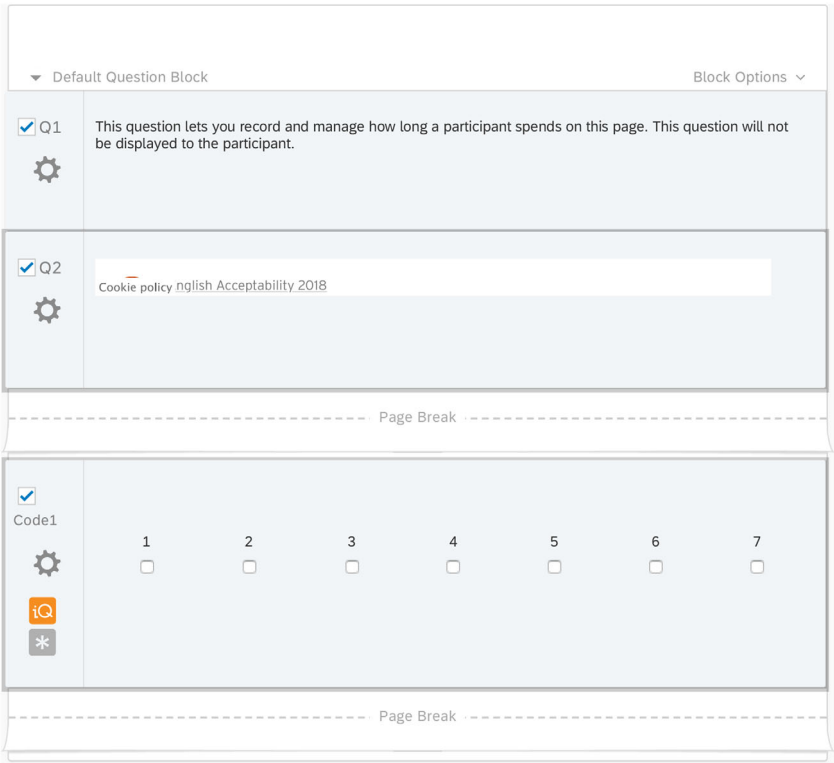 Default Question Block Block Options
Q1 This question lets you record and manage how long a participant spends on this page. This question will not
be displayed to the participant.
Q2
Cookie policy nglish Acceptability 2018
Page Break
Code1
1 2 3 4 5 6 7
iQ
*
Page Break